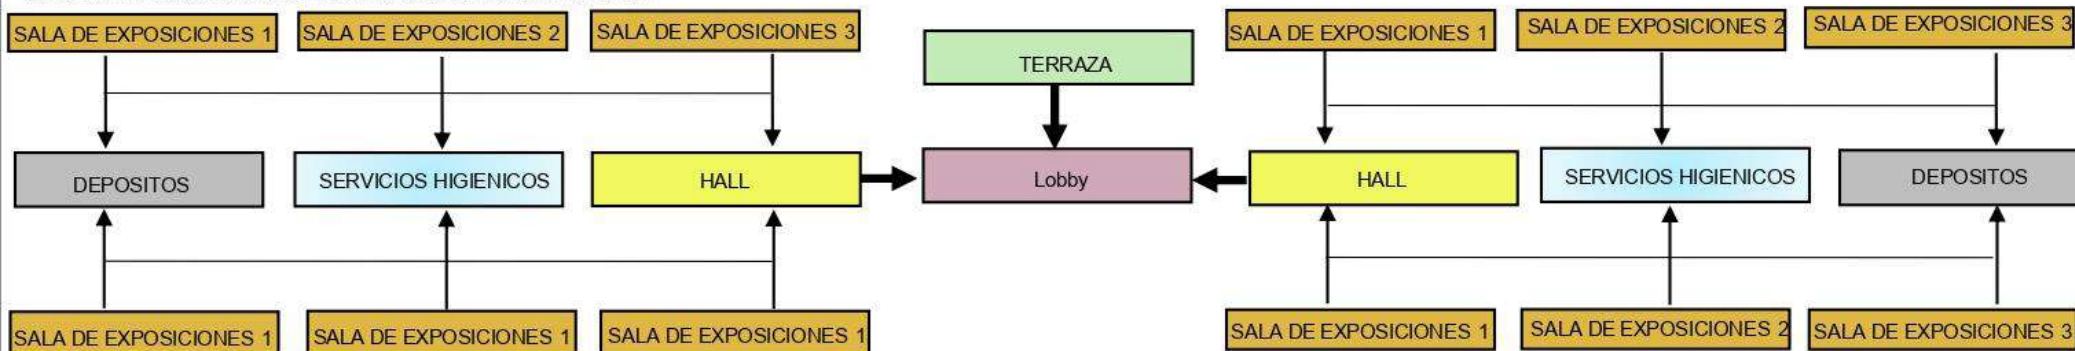 SALA DE EXPOSICIONES 1
SALA DE EXPOSICIONES 2
SALA DE EXPOSICIONES 3
TERRAZA
SALA DE EXPOSICIONES 1
SALA DE EXPOSICIONES 2
SALA DE EXPOSICIONES 3
DEPOSITOS
SERVICIOS HIGIENICOS
HALL
Lobby
HALL
SERVICIOS HIGIENICOS
DEPOSITOS
SALA DE EXPOSICIONES 1
SALA DE EXPOSICIONES 1
SALA DE EXPOSICIONES 1
SALA DE EXPOSICIONES 1
SALA DE EXPOSICIONES 2
SALA DE EXPOSICIONES 3